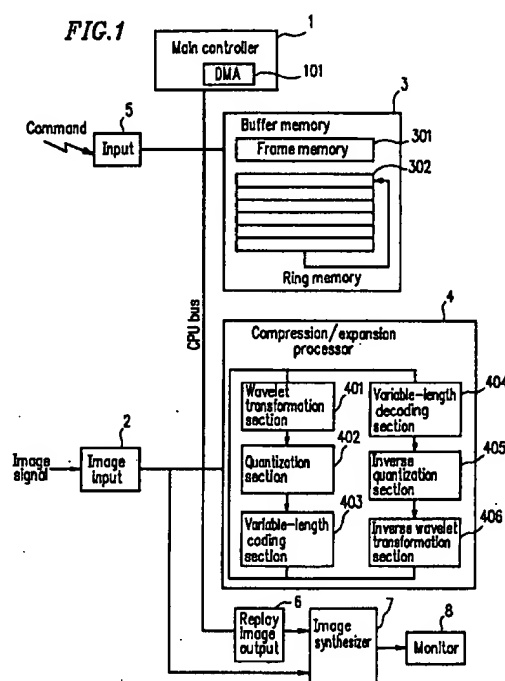 FIG.1
1
Main controller
DMA
101
3
5
Command
Input
Buffer memory
Frame memory
301
302
Ring memory
CPU bus
4
Compression/expansion
processor
Wavelet
transformation
section
401
Variable-length
decoding
section
404
402
Quantization
section
Inverse
quantization
section
405
403
Variable-length
coding
section
Inverse wavelet
transformation
section
406
2
Image
signal
Image
input
6
Replay
image
output
7
Image
synthesizer
8
Monitor